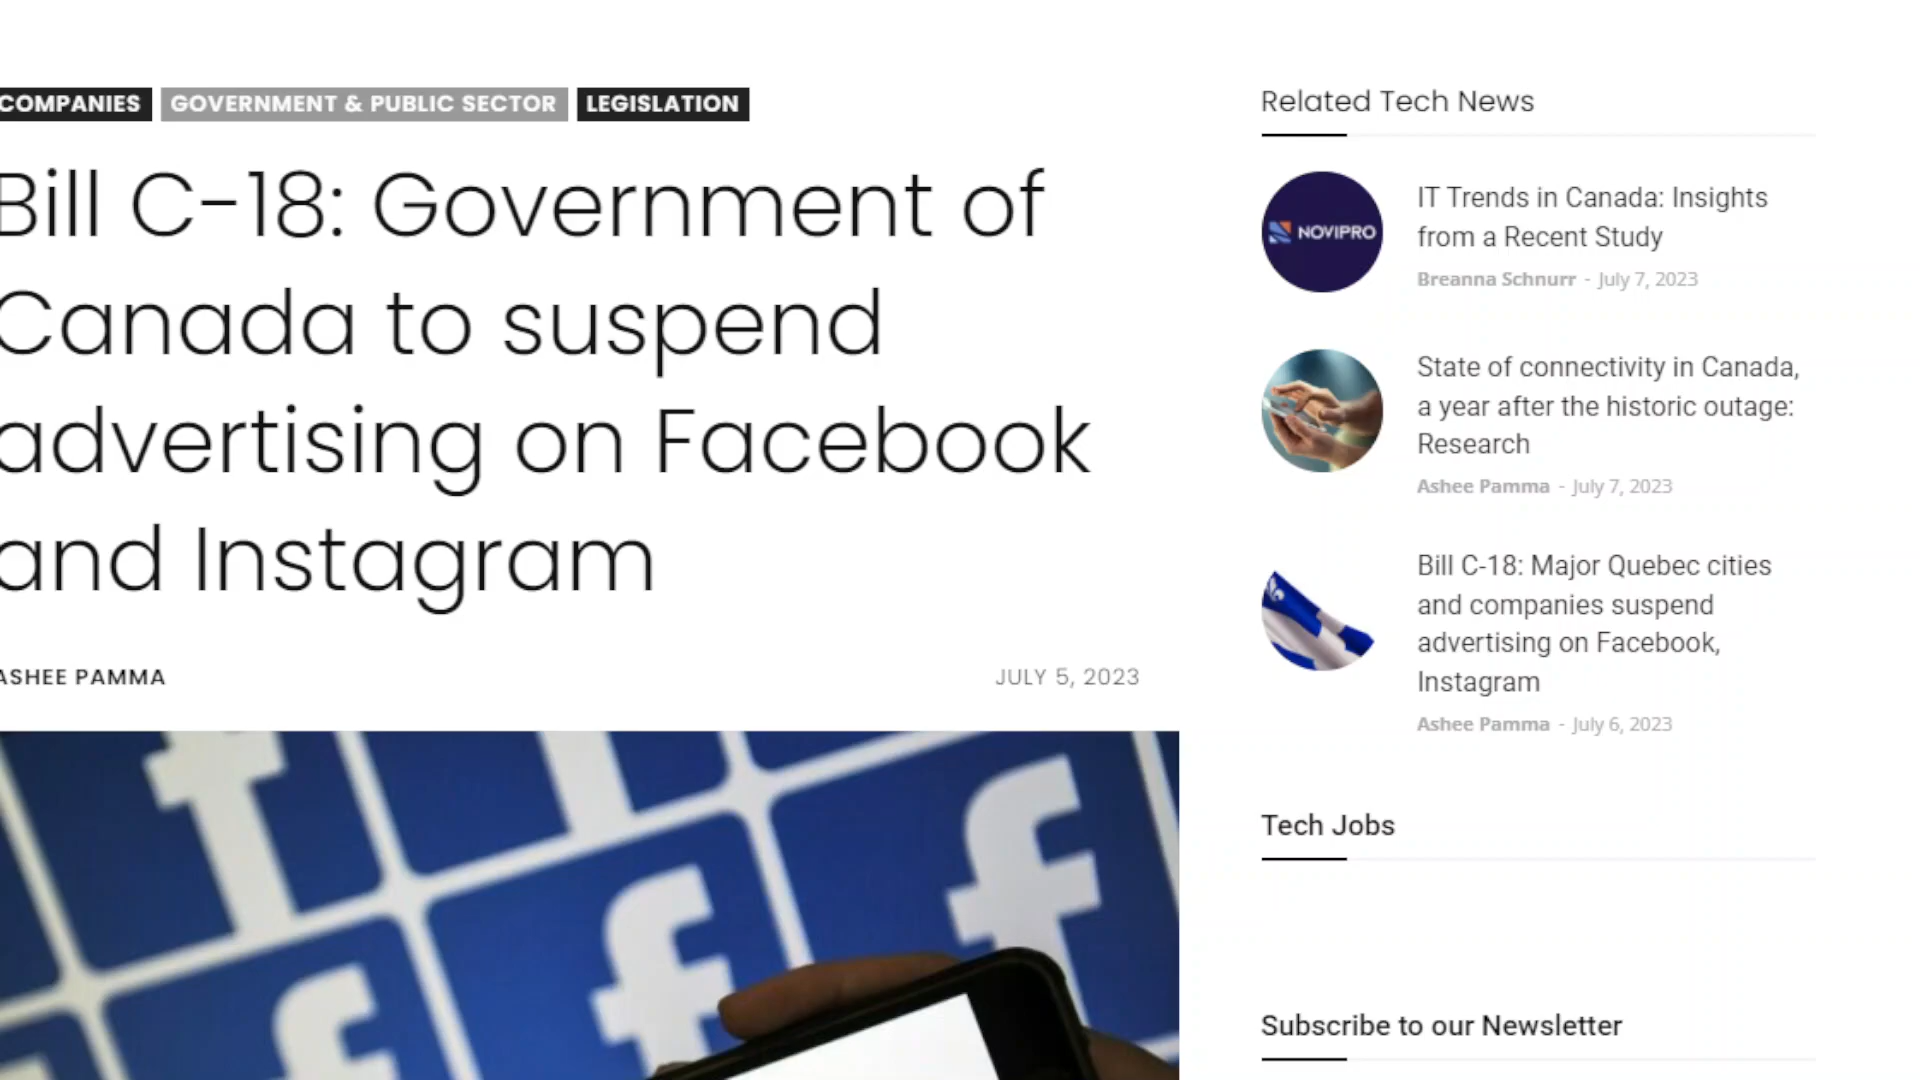 COMPANIES
GOVERNMENT & PUBLIC SECTOR
LEGISLATION
Bill C-18: Government of
Canada to suspend
advertising on Facebook
and Instagram
ASHEE PAMMA
JULY 5, 2023
Related Tech News
NOVIPRO
IT Trends in Canada: Insights
from a Recent Study
Breanna Schnurr - July 7, 2023
State of connectivity in Canada,
a year after the historic outage:
Research
Ashee Pamma - July 7, 2023
Bill C-18: Major Quebec cities
and companies suspend
advertising on Facebook,
Instagram
Ashee Pamma - July 6, 2023
Tech Jobs
Subscribe to our Newsletter